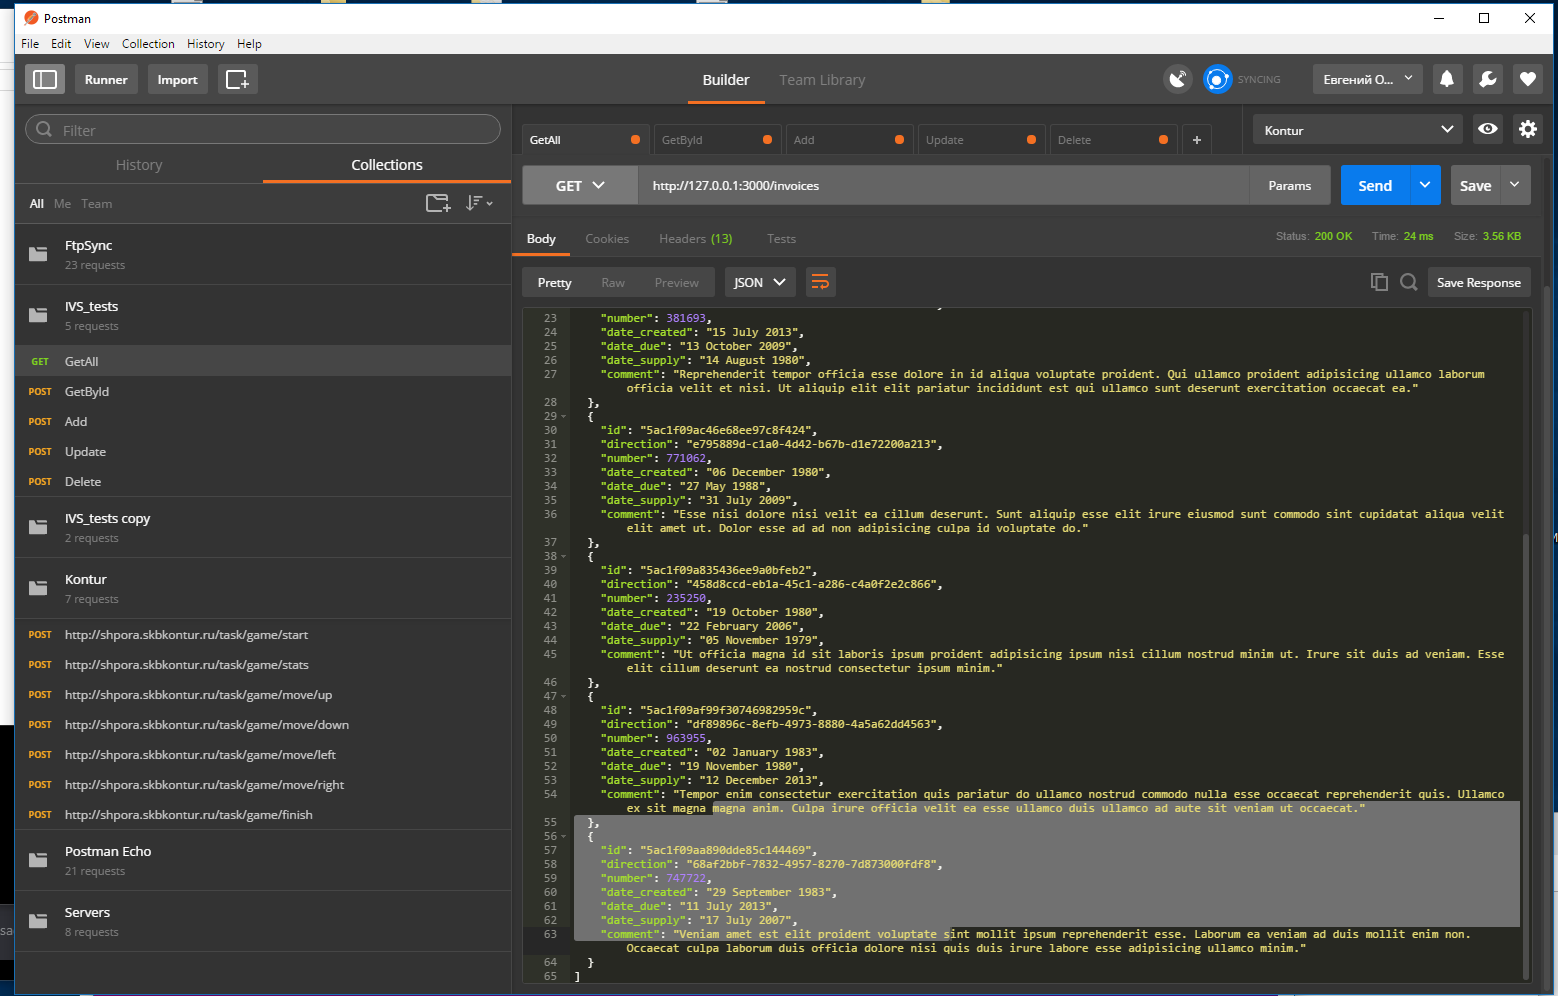 Postman
File Edit View Collection History Help
Runner Import Builder Team Library SYNCING Евгений О...
Filter
History Collections
All Me Team
FtpSync
23 requests
IVS_tests
5 requests
GET GetAll
POST GetById
POST Add
POST Update
POST Delete
IVS_tests copy
2 requests
Kontur
7 requests
POST http://shpora.skbkontur.ru/task/game/start
POST http://shpora.skbkontur.ru/task/game/stats
POST http://shpora.skbkontur.ru/task/game/move/up
POST http://shpora.skbkontur.ru/task/game/move/down
POST http://shpora.skbkontur.ru/task/game/move/left
POST http://shpora.skbkontur.ru/task/game/move/right
POST http://shpora.skbkontur.ru/task/game/finish
Postman Echo
21 requests
Servers
8 requests
GetAll GetById Add Update Delete + Kontur
GET http://127.0.0.1:3000/invoices Params Send Save
Body Cookies Headers (13) Tests Status: 200 OK Time: 24 ms Size: 3.56 KB
Pretty Raw Preview JSON Save Response
23 "number": 381693,
24 "date_created": "15 July 2013",
25 "date_due": "13 October 2009",
26 "date_supply": "14 August 1980",
27 "comment": "Reprehenderit tempor officia esse dolore in id aliqua voluptate proident. Qui ullamco proident adipisicing ullamco laborum
officia velit et nisi. Ut aliquip elit elit pariatur incididunt est qui ullamco sunt deserunt exercitation occaecat ea."
28 },
29 {
30 "id": "5ac1f09ac46e68ee97c8f424",
31 "direction": "e795889d-c1a0-4d42-b67b-d1e72200a213",
32 "number": 771062,
33 "date_created": "06 December 1980",
34 "date_due": "27 May 1988",
35 "date_supply": "31 July 2009",
36 "comment": "Esse nisi dolore nisi velit ea cillum deserunt. Sunt aliquip esse elit irure eiusmod sunt commodo sint cupidatat aliqua velit
elit amet ut. Dolor esse ad ad non adipisicing culpa id voluptate do."
37 },
38 {
39 "id": "5ac1f09a835436ee9a0bfeb2",
40 "direction": "458d8ccd-eb1a-45c1-a286-c4a0f2e2c866",
41 "number": 235250,
42 "date_created": "19 October 1980",
43 "date_due": "22 February 2006",
44 "date_supply": "05 November 1979",
45 "comment": "Ut officia magna id sit laboris ipsum proident adipisicing ipsum nisi cillum nostrud minim ut. Irure sit duis ad veniam. Esse
elit cillum deserunt ea nostrud consectetur ipsum minim."
46 },
47 {
48 "id": "5ac1f09af99f30746982959c",
49 "direction": "df89896c-8efb-4973-8880-4a5a62dd4563",
50 "number": 963955,
51 "date_created": "02 January 1983",
52 "date_due": "19 November 1980",
53 "date_supply": "12 December 2013",
54 "comment": "Tempor enim consectetur exercitation quis pariatur do ullamco nostrud commodo nulla esse occaecat reprehenderit quis. Ullamco
ex sit magna magna anim. Culpa irure officia velit ea esse ullamco duis ullamco ad aute sit veniam ut occaecat."
55 },
56 {
57 "id": "5ac1f09aa890dde85c144469",
58 "direction": "68af2bbf-7832-4957-8270-7d873000fdf8",
59 "number": 747722,
60 "date_created": "29 September 1983",
61 "date_due": "11 July 2013",
62 "date_supply": "17 July 2007",
63 "comment": "Veniam amet est elit proident voluptate sint mollit ipsum reprehenderit esse. Laborum ea veniam ad duis mollit enim non.
Occaecat culpa laborum duis officia dolore nisi quis duis irure labore esse adipisicing ullamco minim."
64 }
65 ]